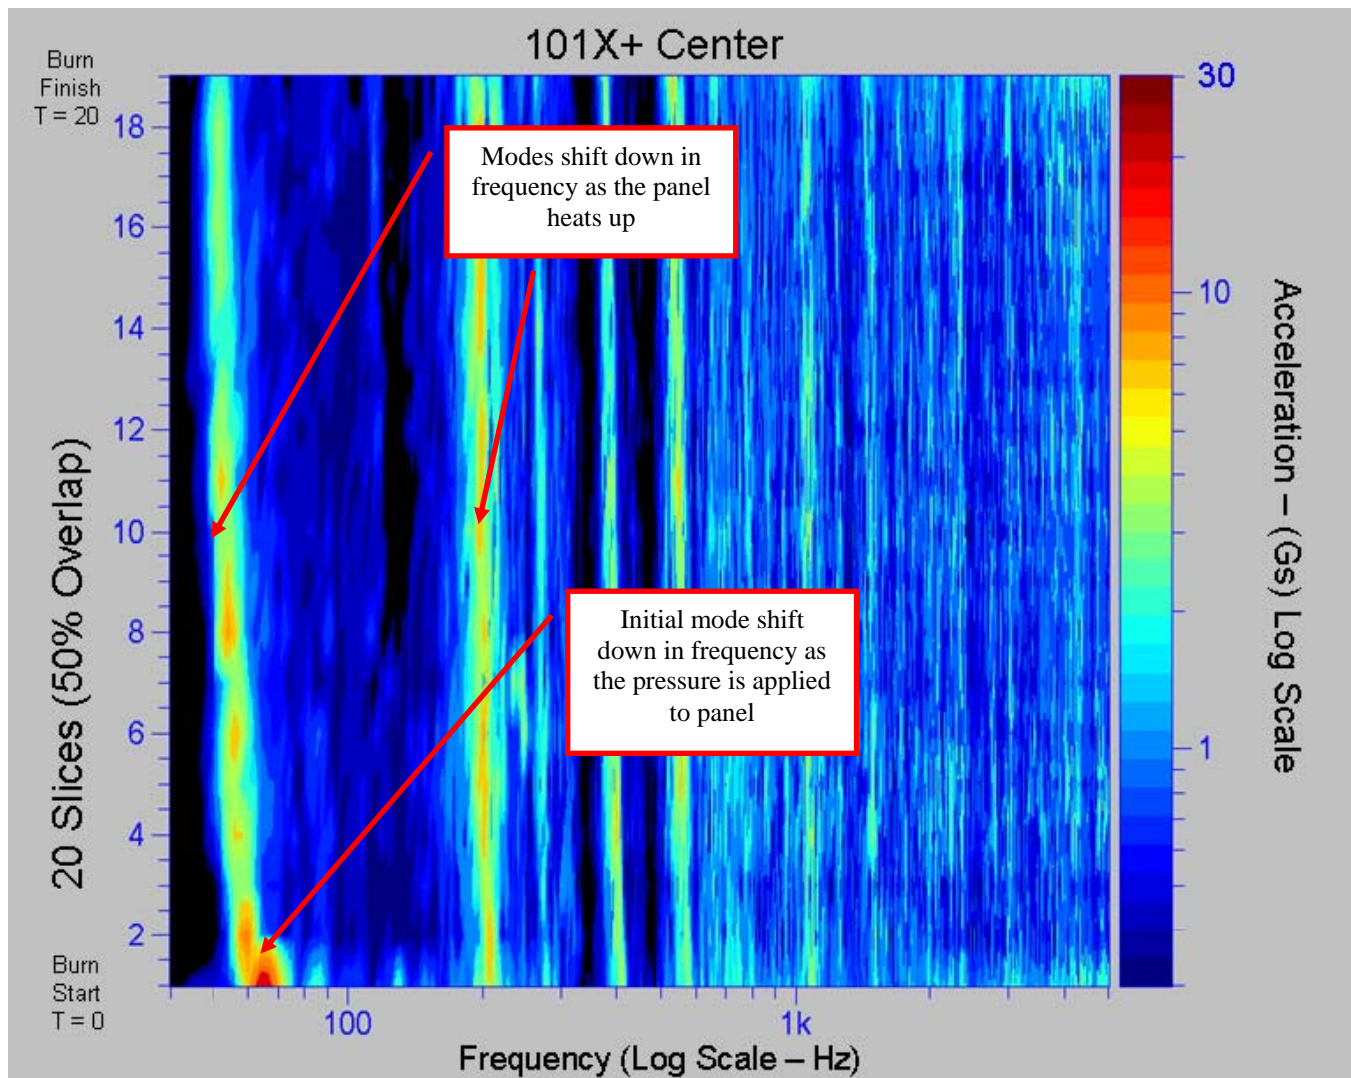 101X+ Center
Burn
Finish
T = 20
30
18
Modes shift down in
frequency as the panel
heats up
16
10
14
12
10
Initial mode shift
down in frequency as
the pressure is applied
to panel
8
6
1
4
2
Burn
Start
T = 0
20 Slices (50% Overlap)
Acceleration – (Gs) Log Scale
100
1k
Frequency (Log Scale – Hz)